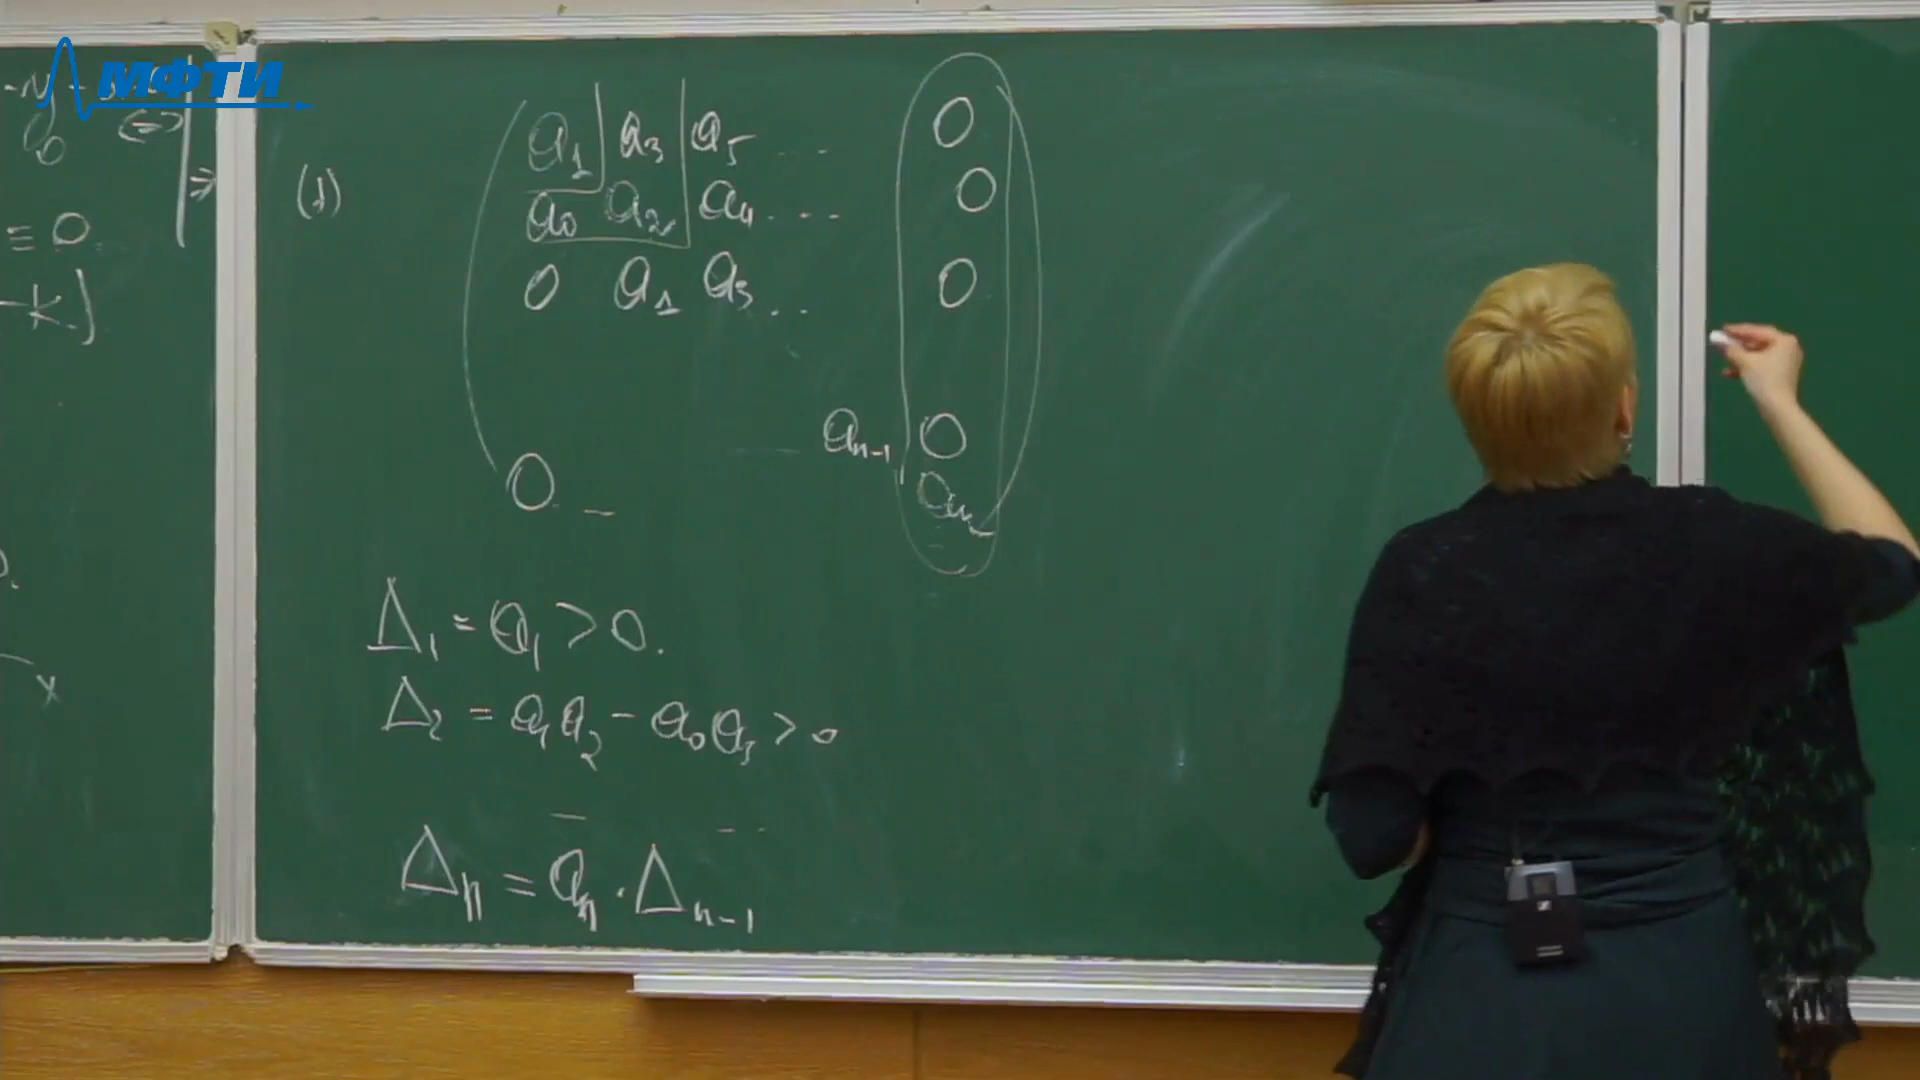 МФТИ
≡ 0
(1)
a₁ a₃ a₅ ... 0
a₀ a₂ a₄ ... 0
0 a₁ a₃ ... 0
aₙ₋₁ 0
0 aₙ
Δ₁ = a₁ > 0.
Δ₂ = a₁a₂ - a₀a₃ > 0
Δₙ = aₙ · Δₙ₋₁
x